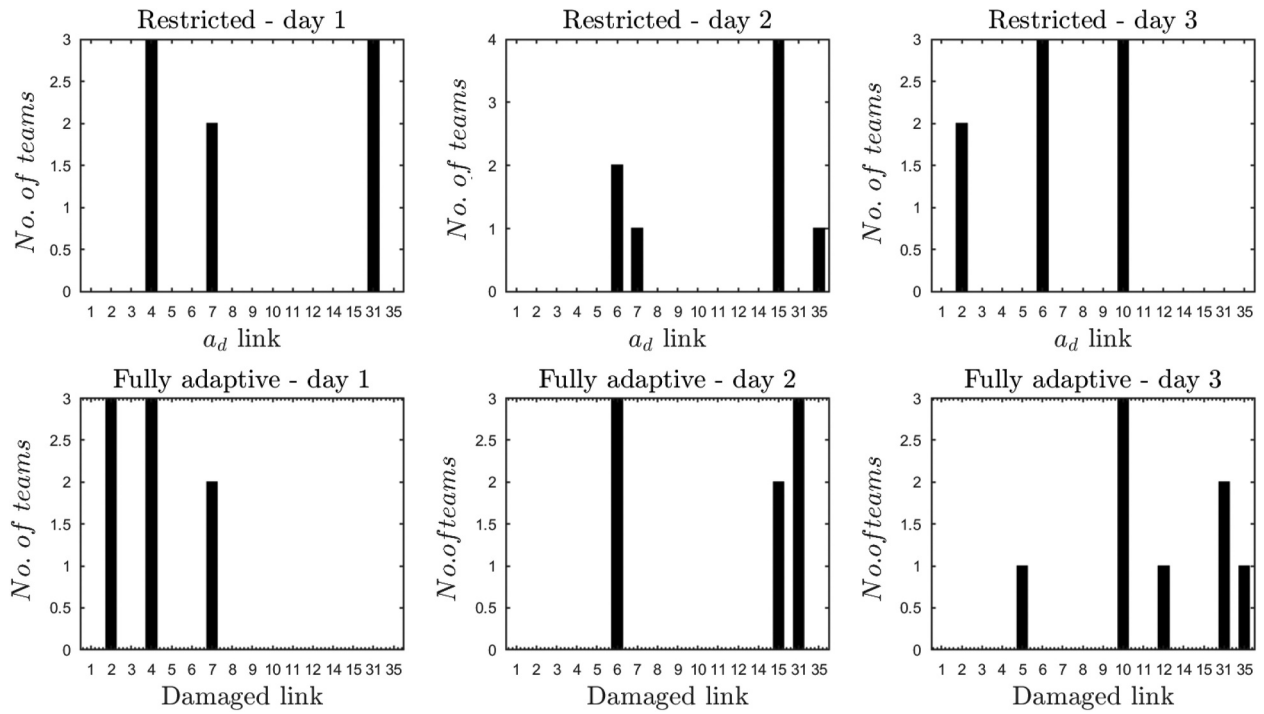 Restricted - day 1
3
2.5
2
1.5
1
0.5
0
No. of teams
1 2 3 4 5 6 7 8 9 10 11 12 14 15 31 35
a_d link
Restricted - day 2
4
3
2
1
0
No. of teams
1 2 3 4 5 6 7 8 9 10 11 12 14 15 31 35
a_d link
Restricted - day 3
3
2.5
2
1.5
1
0.5
0
No. of teams
1 2 3 4 5 6 7 8 9 10 11 12 14 15 31 35
a_d link
Fully adaptive - day 1
3
2.5
2
1.5
1
0.5
0
No. of teams
1 2 3 4 5 6 7 8 9 10 11 12 14 15 31 35
Damaged link
Fully adaptive - day 2
3
2.5
2
1.5
1
0.5
0
No.ofteams
1 2 3 4 5 6 7 8 9 10 11 12 14 15 31 35
Damaged link
Fully adaptive - day 3
3
2.5
2
1.5
1
0.5
0
No.ofteams
1 2 3 4 5 6 7 8 9 10 11 12 14 15 31 35
Damaged link